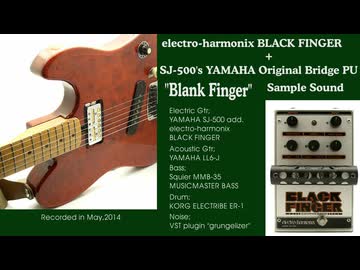 electro-harmonix BLACK FINGER
+
SJ-500's YAMAHA Original Bridge PU
"Blank Finger"
Sample Sound
Electric Gtr;
YAMAHA SJ-500 add.
electro-harmonix
BLACK FINGER
Acoustic Gtr;
YAMAHA LL6-J
Bass;
Squier MMB-35
MUSICMASTER BASS
Drum;
KORG ELECTRIBE ER-1
Noise;
VST plugin "grungelizer"
Recorded in May,2014
BLACK
FINGER
electro-harmonix